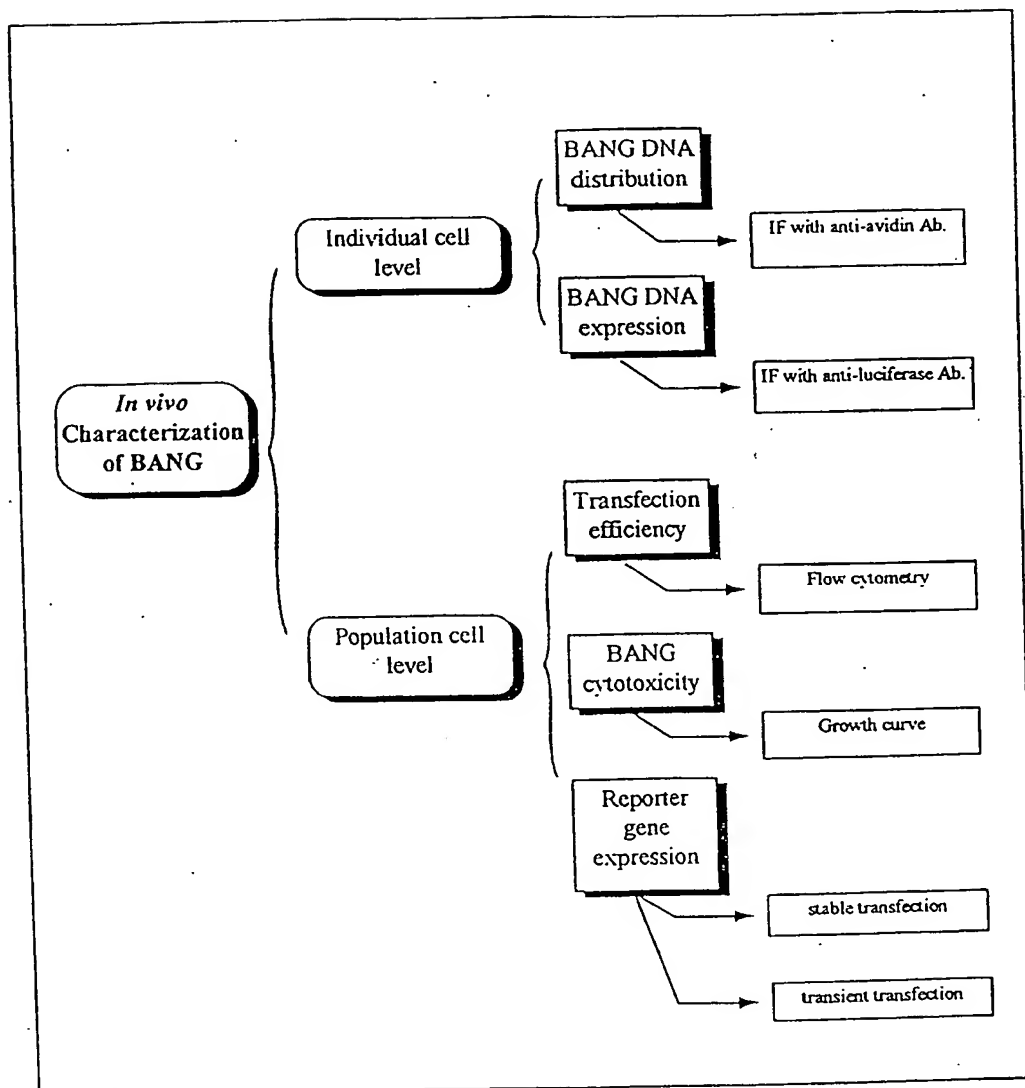 In vivo
Characterization
of BANG
Individual cell
level
BANG DNA
distribution
IF with anti-avidin Ab.
BANG DNA
expression
IF with anti-luciferase Ab.
Population cell
level
Transfection
efficiency
Flow cytometry
BANG
cytotoxicity
Growth curve
Reporter
gene
expression
stable transfection
transient transfection